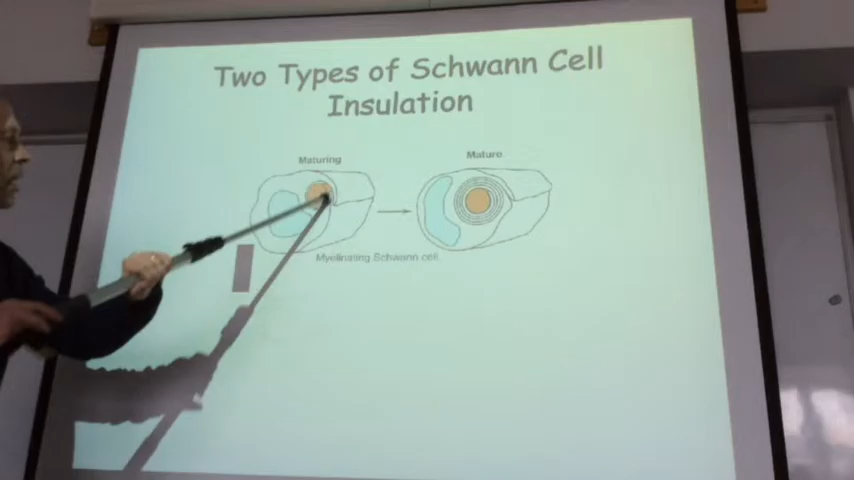 Two Types of Schwann Cell
Insulation
Maturing
Mature
Myelinating Schwann cell